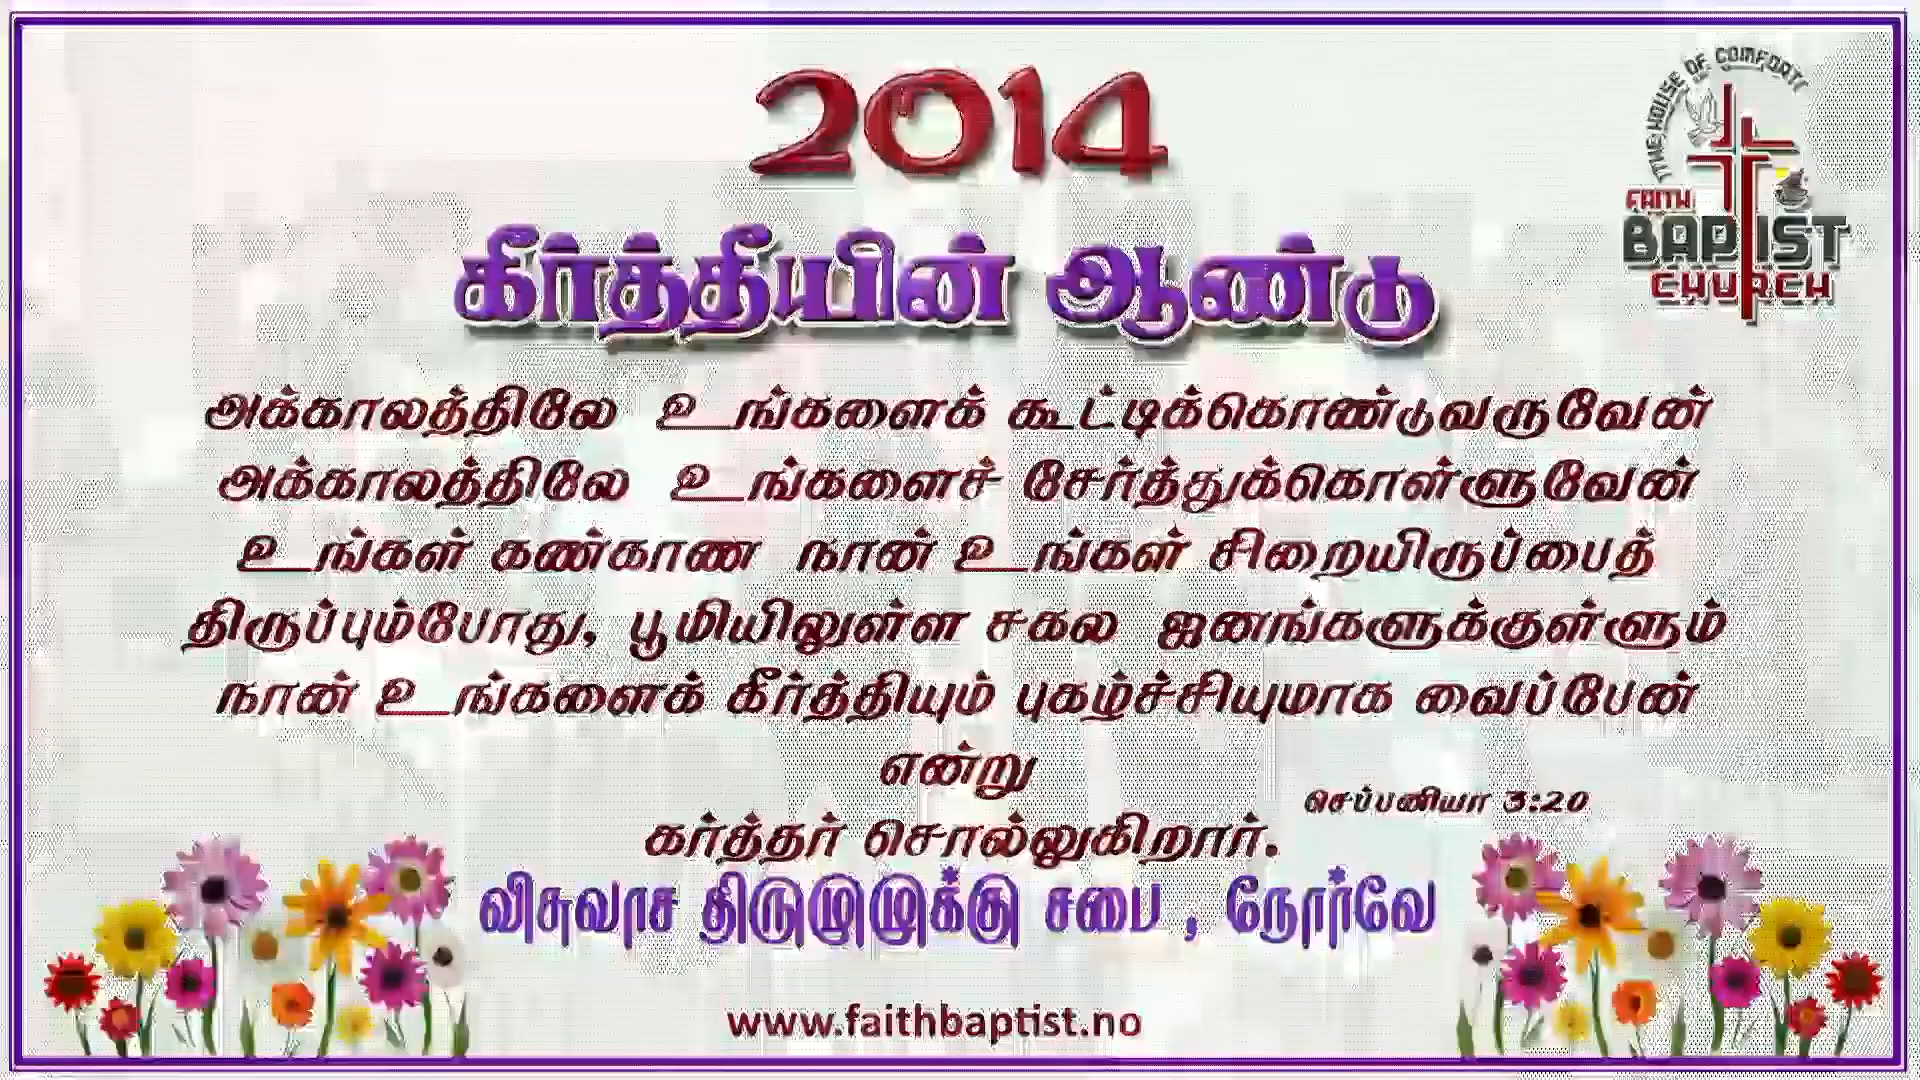 2014
THE HOUSE OF COMFORT
FAITH
BAPTIST
CHURCH
கீர்த்தீயின் ஆண்டு
அக்காலத்திலே உங்களைக் கூட்டிக்கொண்டுவருவேன்
அக்காலத்திலே உங்களைச் சேர்த்துக்கொள்ளுவேன்
உங்கள் கண்காண நான் உங்கள் சிறையிருப்பைத்
திருப்பும்போது, பூமியிலுள்ள சகல ஜனங்களுக்குள்ளும்
நான் உங்களைக் கீர்த்தியும் புகழ்ச்சியுமாக வைப்பேன்
என்று
செப்பனியா 3:20
கர்த்தர் சொல்லுகிறார்.
விசுவாச திருமுழுக்கு சபை , நோர்வே
www.faithbaptist.no